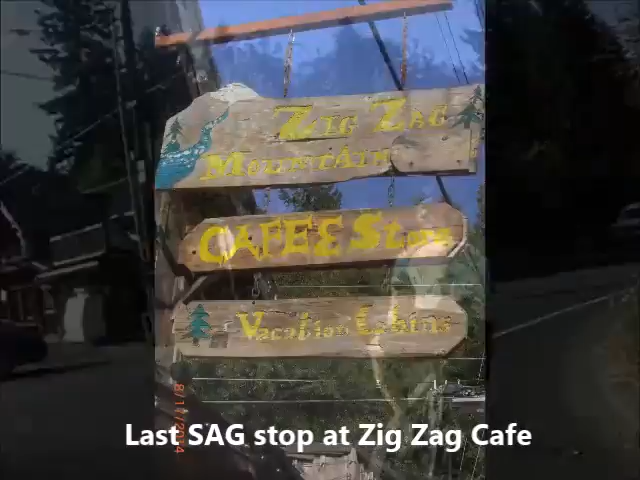 Zig Zag
Mountain
CAFE & Store
Vacation Cabins
Last SAG stop at Zig Zag Cafe